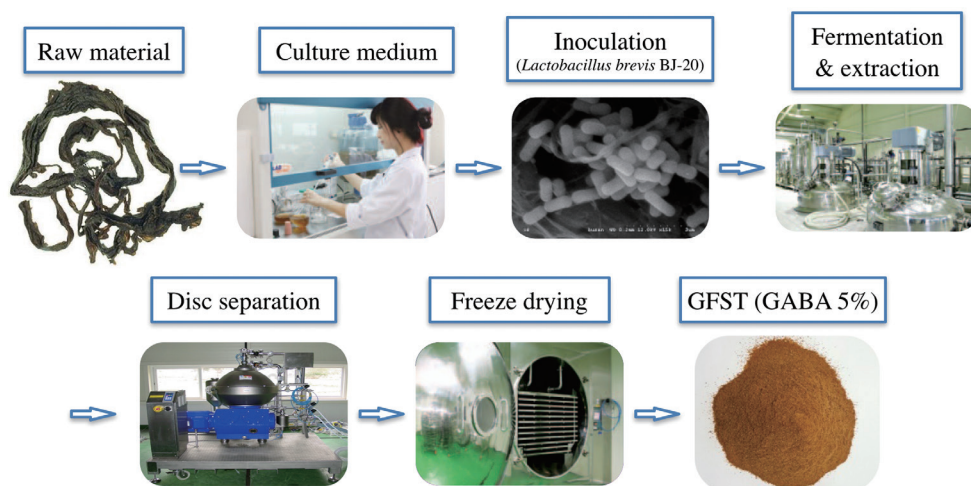 Raw material
Culture medium
Inoculation
(Lactobacillus brevis BJ-20)
Fermentation
& extraction
Disc separation
Freeze drying
GFST (GABA 5%)